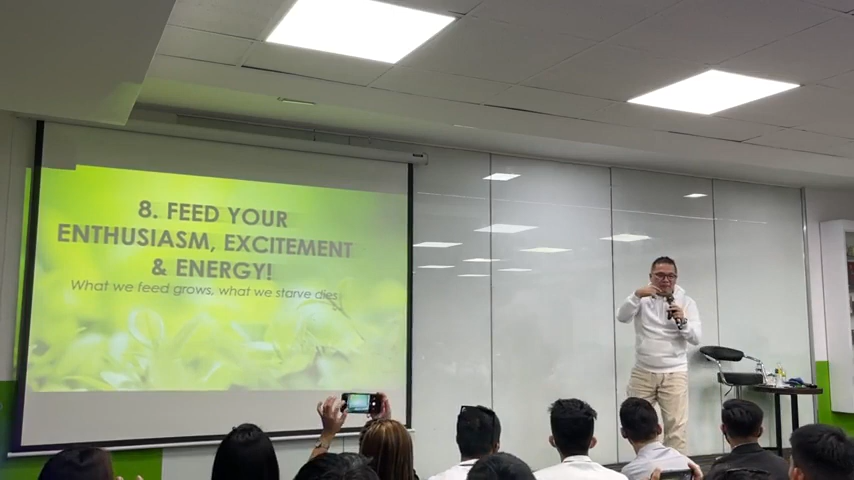 8. FEED YOUR
ENTHUSIASM, EXCITEMENT
& ENERGY!
What we feed grows, what we starve dies